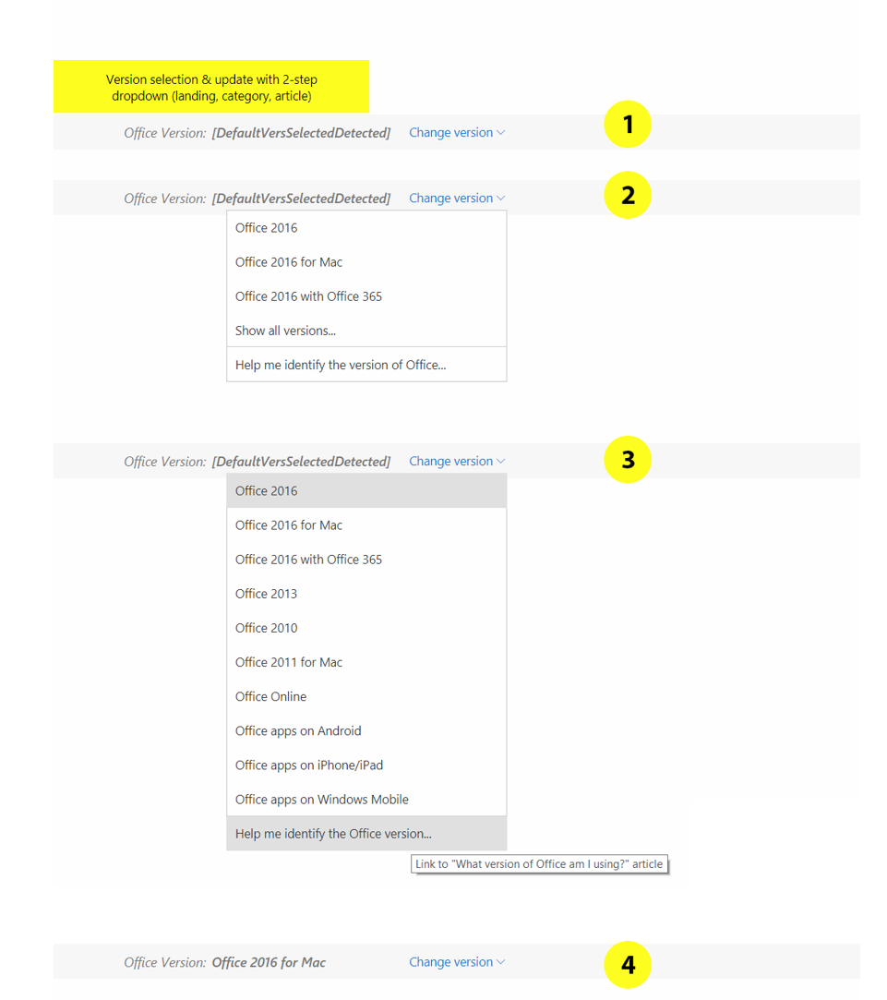 Version selection & update with 2-step
dropdown (landing, category, article)
Office Version: [DefaultVersSelectedDetected] Change version 1
Office Version: [DefaultVersSelectedDetected] Change version 2
Office 2016
Office 2016 for Mac
Office 2016 with Office 365
Show all versions...
Help me identify the version of Office...
Office Version: [DefaultVersSelectedDetected] Change version 3
Office 2016
Office 2016 for Mac
Office 2016 with Office 365
Office 2013
Office 2010
Office 2011 for Mac
Office Online
Office apps on Android
Office apps on iPhone/iPad
Office apps on Windows Mobile
Help me identify the Office version...
Link to "What version of Office am I using?" article
Office Version: Office 2016 for Mac Change version 4